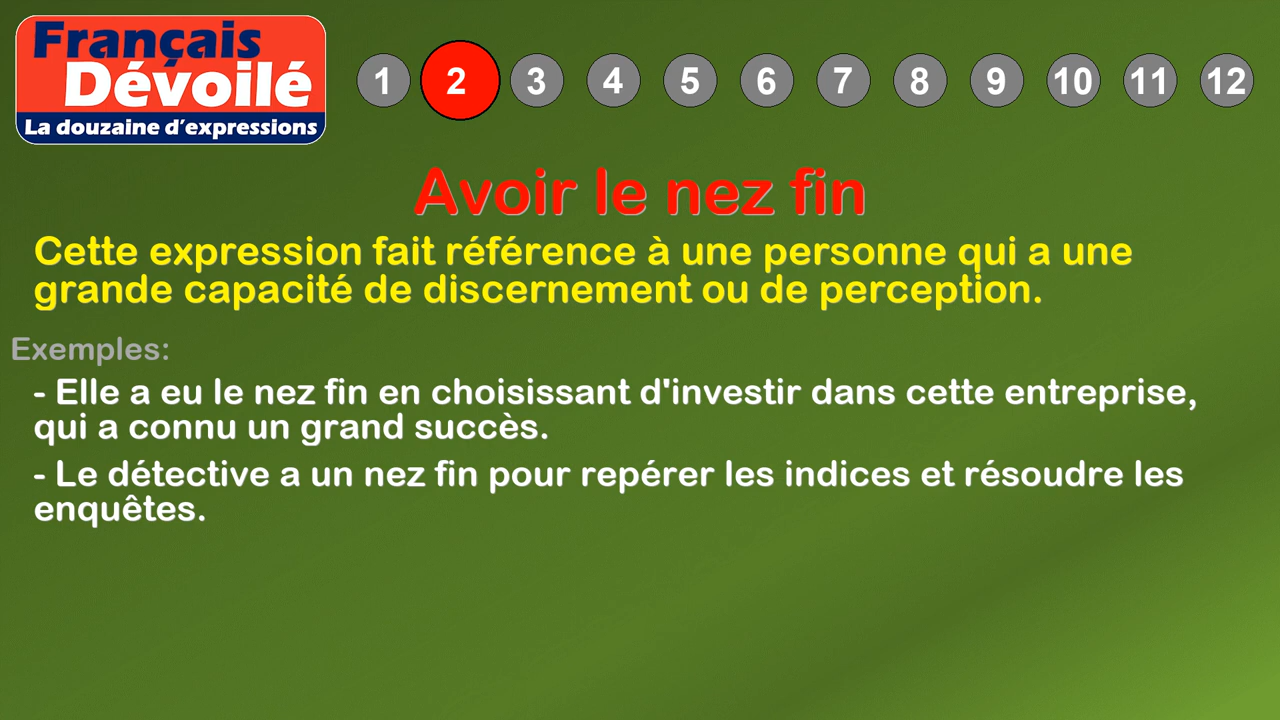 Français
Dévoilé
La douzaine d'expressions
1 2 3 4 5 6 7 8 9 10 11 12
Avoir le nez fin
Cette expression fait référence à une personne qui a une
grande capacité de discernement ou de perception.
Exemples:
- Elle a eu le nez fin en choisissant d'investir dans cette entreprise,
qui a connu un grand succès.
- Le détective a un nez fin pour repérer les indices et résoudre les
enquêtes.